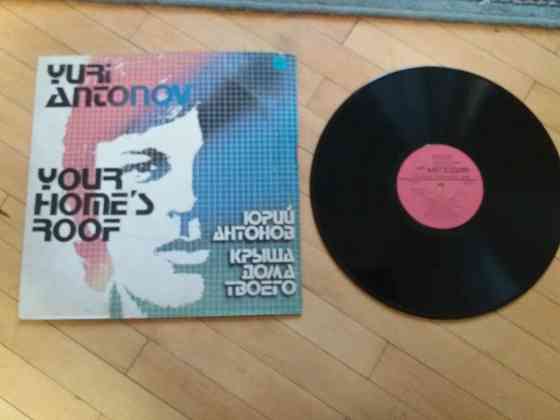 YURI
ANTONOV
YOUR
HOME'S
ROOF
ЮРИЙ
АНТОНОВ
КРЫША
ДОМА
ТВОЕГО